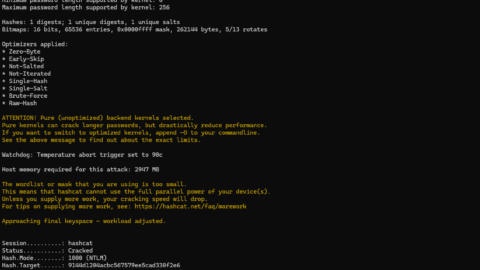 Minimum password length supported by kernel: 0
Maximum password length supported by kernel: 256
Hashes: 1 digests; 1 unique digests, 1 unique salts
Bitmaps: 16 bits, 65536 entries, 0x0000ffff mask, 262144 bytes, 5/13 rotates
Optimizers applied:
* Zero-Byte
* Early-Skip
* Not-Salted
* Not-Iterated
* Single-Hash
* Single-Salt
* Brute-Force
* Raw-Hash
ATTENTION! Pure (unoptimized) backend kernels selected.
Pure kernels can crack longer passwords, but drastically reduce performance.
If you want to switch to optimized kernels, append -O to your commandline.
See the above message to find out about the exact limits.
Watchdog: Temperature abort trigger set to 90c
Host memory required for this attack: 2947 MB
The wordlist or mask that you are using is too small.
This means that hashcat cannot use the full parallel power of your device(s).
Unless you supply more work, your cracking speed will drop.
For tips on supplying more work, see: https://hashcat.net/faq/morework
Approaching final keyspace - workload adjusted.
Session..........: hashcat
Status...........: Cracked
Hash.Mode........: 1000 (NTLM)
Hash.Target......: